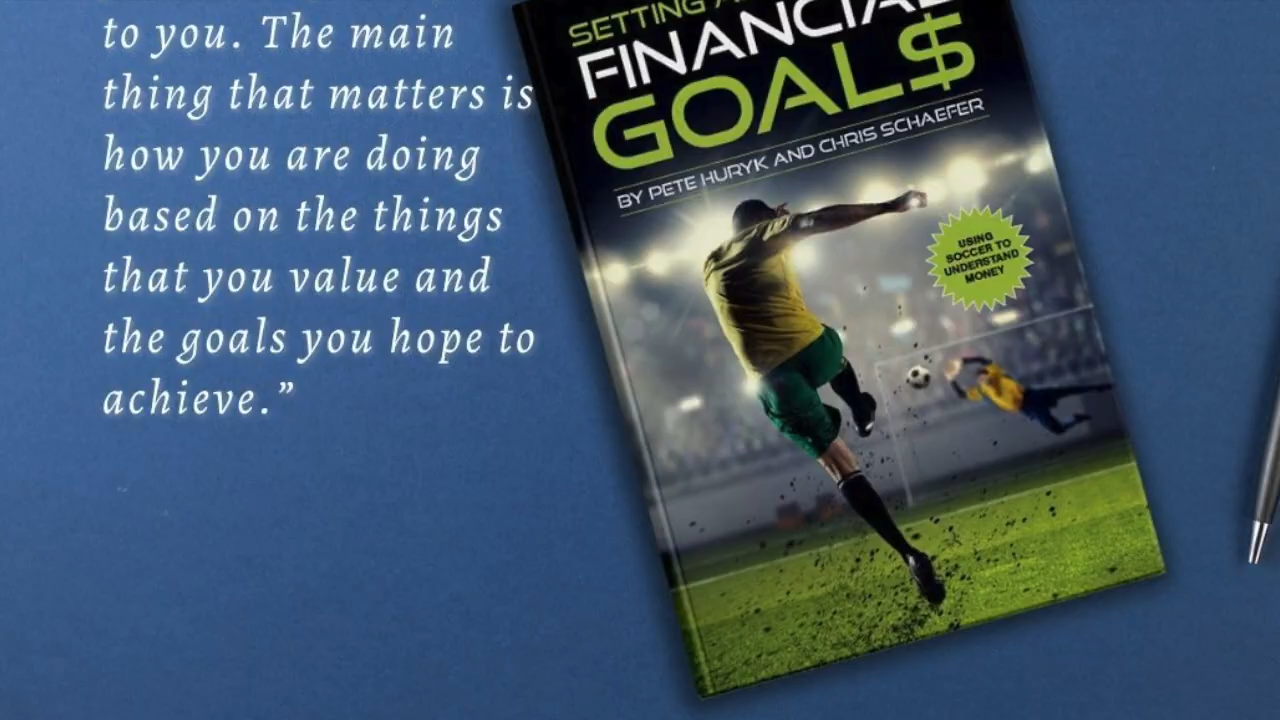 to you. The main
thing that matters is
how you are doing
based on the things
that you value and
the goals you hope to
achieve.”
SETTING
FINANCIAL
GOAL$
BY PETE HURYK AND CHRIS SCHAEFER
USING
SOCCER TO
UNDERSTAND
MONEY